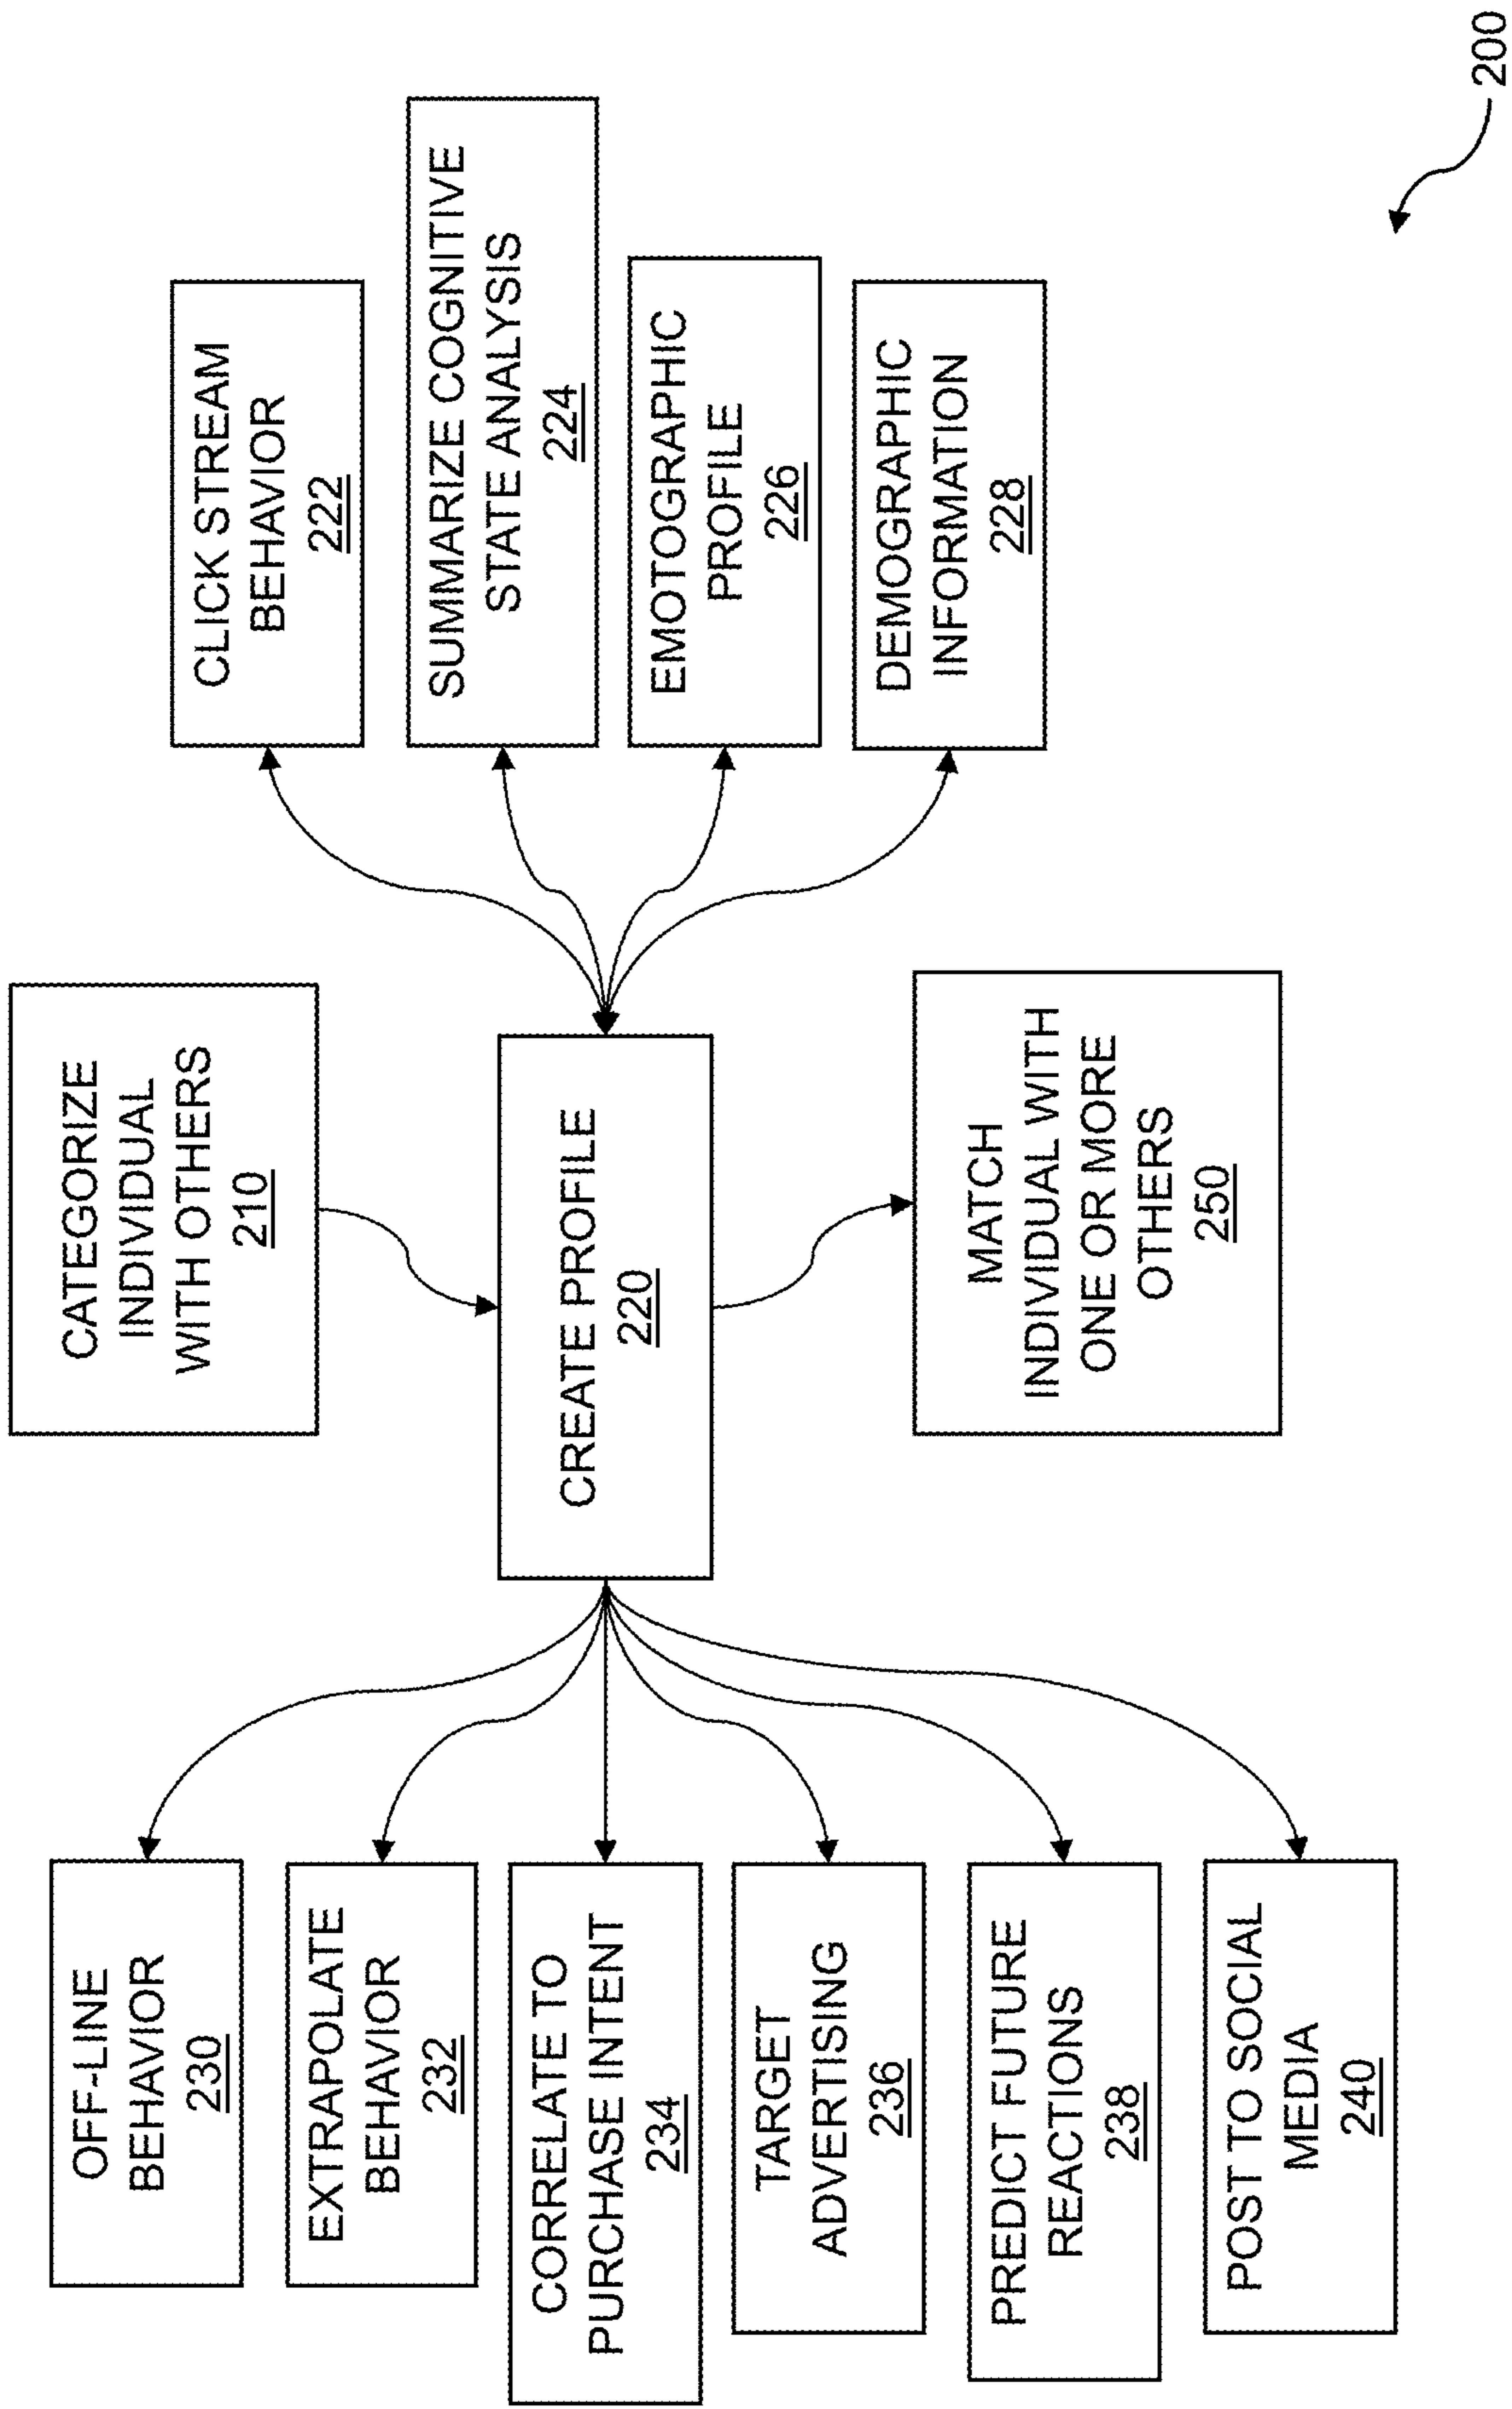 CATEGORIZE
INDIVIDUAL
WITH OTHERS
210
OFF-LINE
BEHAVIOR
230
EXTRAPOLATE
BEHAVIOR
232
CORRELATE TO
PURCHASE INTENT
234
TARGET
ADVERTISING
236
PREDICT FUTURE
REACTIONS
238
POST TO SOCIAL
MEDIA
240
CREATE PROFILE
220
CLICK STREAM
BEHAVIOR
222
SUMMARIZE COGNITIVE
STATE ANALYSIS
224
EMOTOGRAPHIC
PROFILE
226
DEMOGRAPHIC
INFORMATION
228
MATCH
INDIVIDUAL WITH
ONE OR MORE
OTHERS
250
200